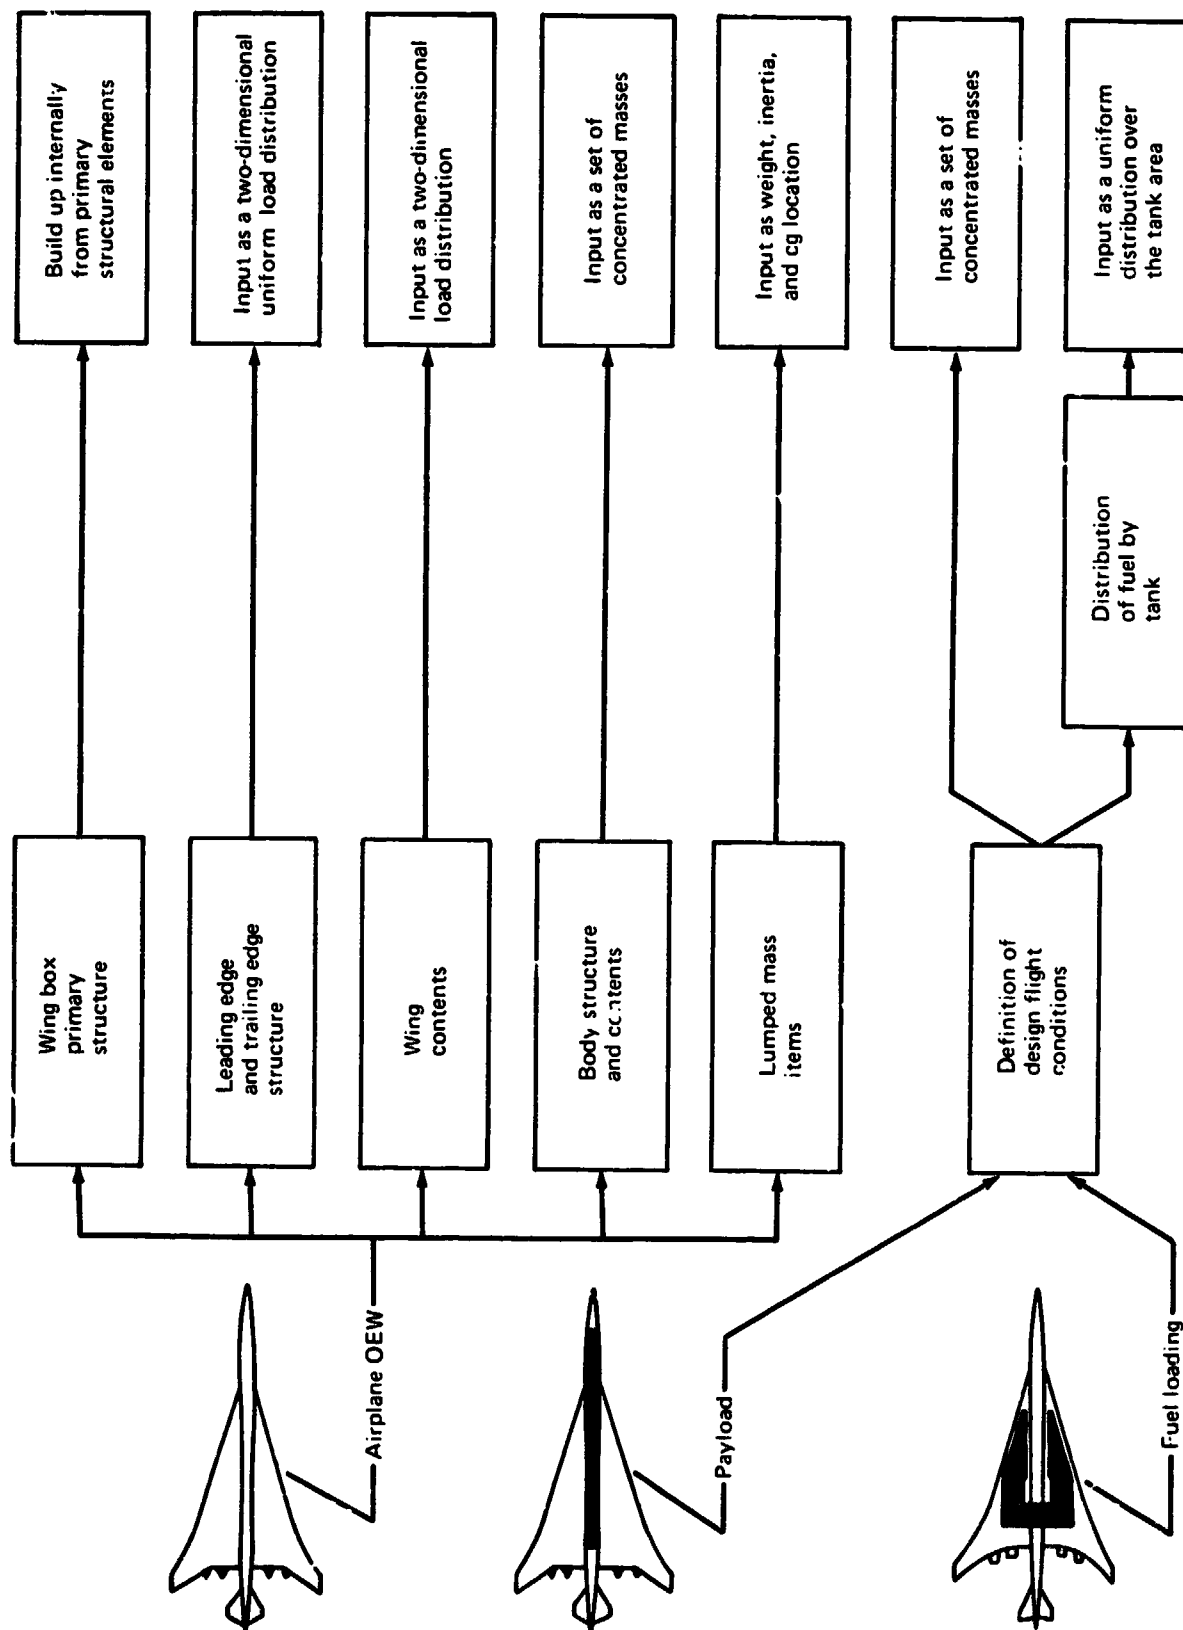 Airplane OEW
Payload
Fuel loading
Wing box
primary
structure
Leading edge
and trailing edge
structure
Wing
contents
Body structure
and contents
Lumped mass
items
Definition of
design flight
conditions
Distribution
of fuel by
tank
Build up internally
from primary
structural elements
Input as a two-dimensional
uniform load distribution
Input as a two-dimensional
load distribution
Input as a set of
concentrated masses
Input as weight, inertia,
and cg location
Input as a set of
concentrated masses
Input as a uniform
distribution over
the tank area